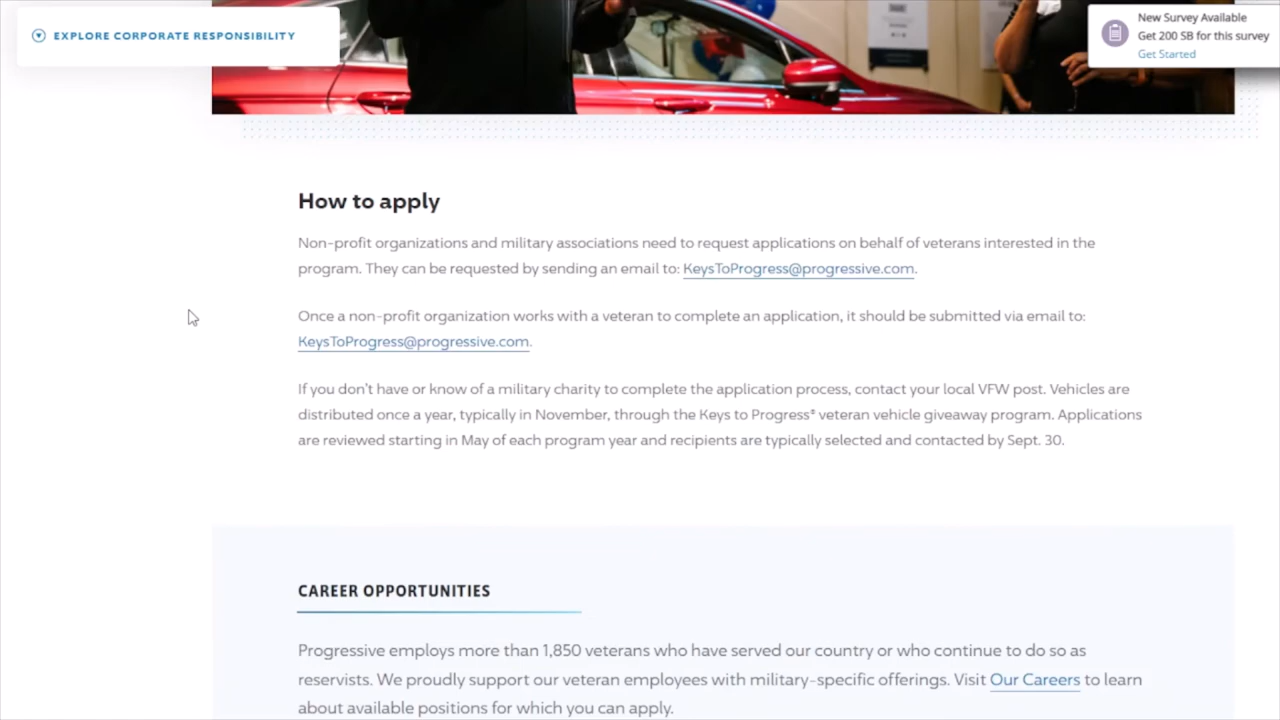 EXPLORE CORPORATE RESPONSIBILITY
New Survey Available
Get 200 SB for this survey
Get Started
How to apply
Non-profit organizations and military associations need to request applications on behalf of veterans interested in the
program. They can be requested by sending an email to: KeysToProgress@progressive.com.
Once a non-profit organization works with a veteran to complete an application, it should be submitted via email to:
KeysToProgress@progressive.com.
If you don't have or know of a military charity to complete the application process, contact your local VFW post. Vehicles are
distributed once a year, typically in November, through the Keys to Progress® veteran vehicle giveaway program. Applications
are reviewed starting in May of each program year and recipients are typically selected and contacted by Sept. 30.
CAREER OPPORTUNITIES
Progressive employs more than 1,850 veterans who have served our country or who continue to do so as
reservists. We proudly support our veteran employees with military-specific offerings. Visit Our Careers to learn
about available positions for which you can apply.